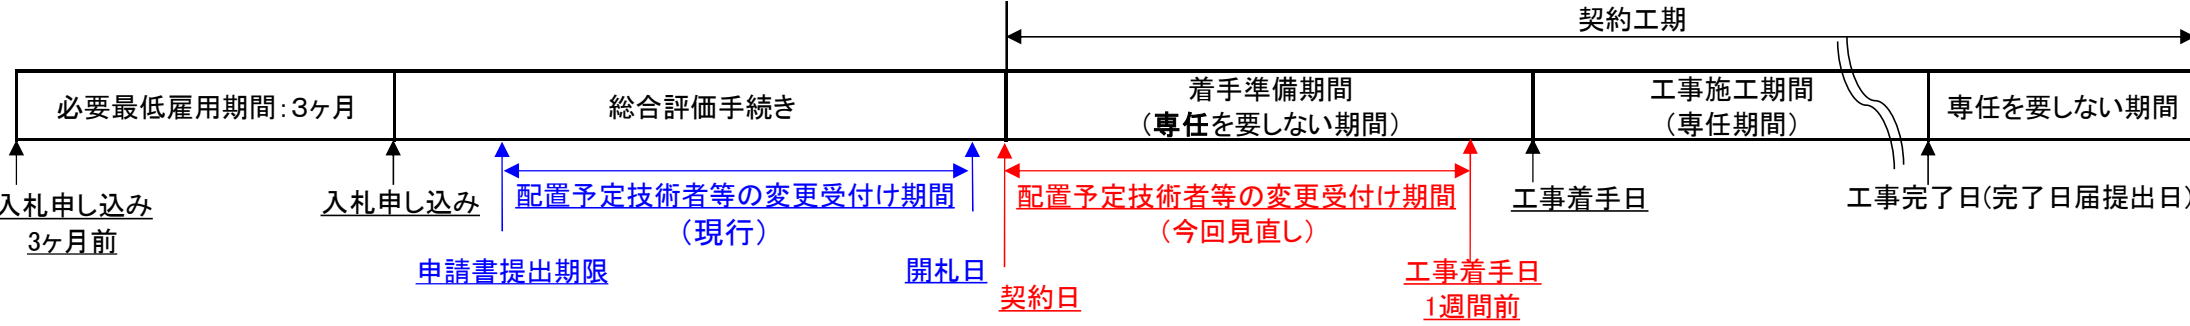 契約工期
必要最低雇用期間:3ヶ月
総合評価手続き
着手準備期間
(専任を要しない期間)
工事施工期間
(専任期間)
専任を要しない期間
入札申し込み
3ヶ月前
入札申し込み
配置予定技術者等の変更受付け期間
(現行)
配置予定技術者等の変更受付け期間
(今回見直し)
工事着手日
工事完了日(完了日届提出日)
申請書提出期限
開札日
契約日
工事着手日
1週間前